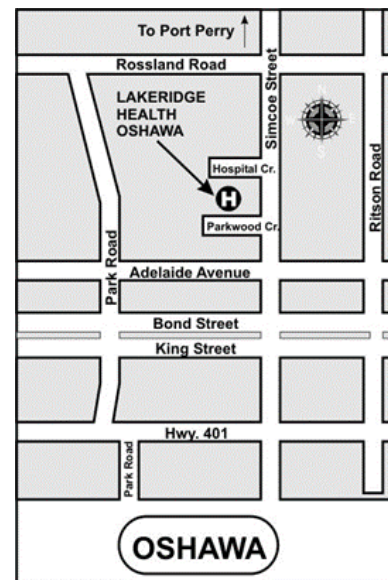 To Port Perry
Rossland Road
Simcoe Street
LAKERIDGE
HEALTH
OSHAWA
N
W
E
S
Hospital Cr.
H
Ritson Road
Parkwood Cr.
Park Road
Adelaide Avenue
Bond Street
King Street
Hwy. 401
Park Road
OSHAWA